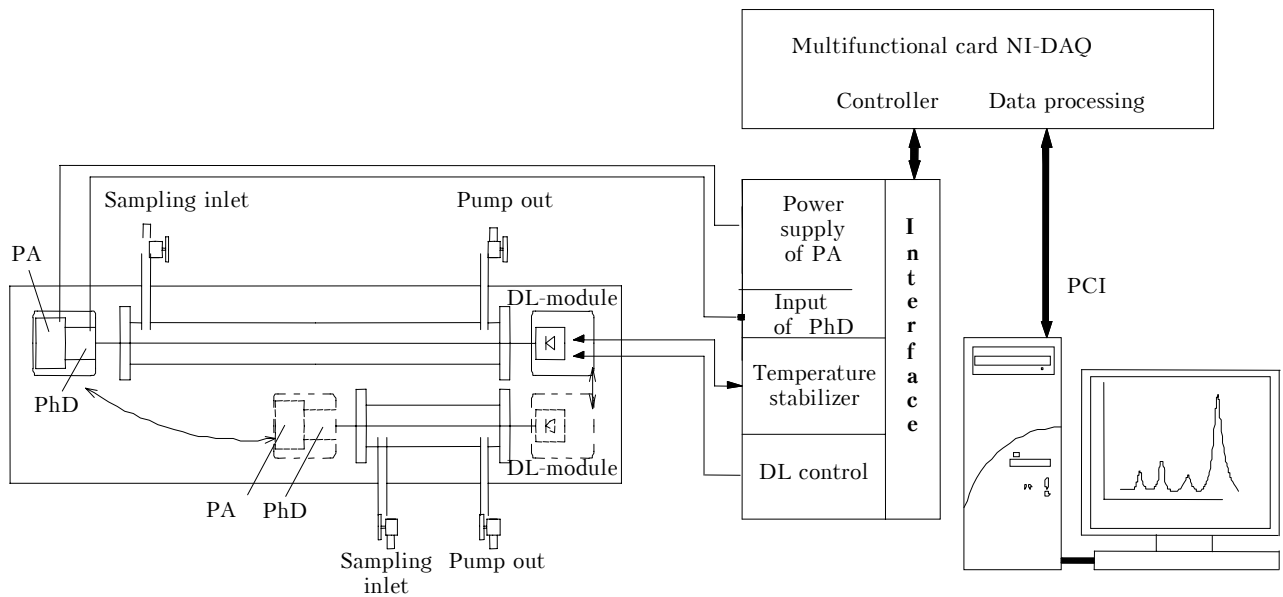 Multifunctional card NI-DAQ
Controller
Data processing
Sampling inlet
Pump out
PA
DL-module
PhD
PA
PhD
DL-module
Sampling
inlet
Pump out
Power
supply
of PA
Input
of PhD
Temperature
stabilizer
DL control
Interface
PCI